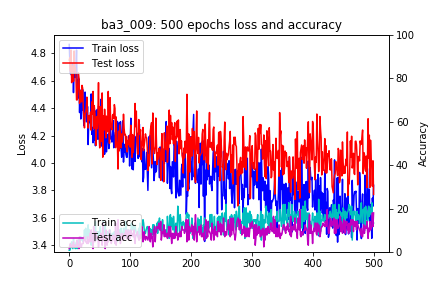 ba3_009: 500 epochs loss and accuracy
Train loss
Test loss
Train acc
Test acc
Loss
4.8
4.6
4.4
4.2
4.0
3.8
3.6
3.4
Accuracy
100
80
60
40
20
0
0 100 200 300 400 500